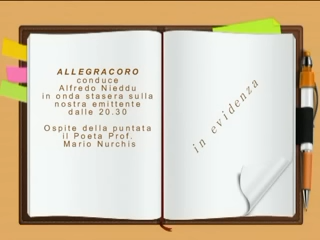 ALLEGRACORO
conduce
Alfredo Nieddu
in onda stasera sulla
nostra emittente
dalle 20.30
Ospite della puntata
il Poeta Prof.
Mario Nurchis
in evidenza